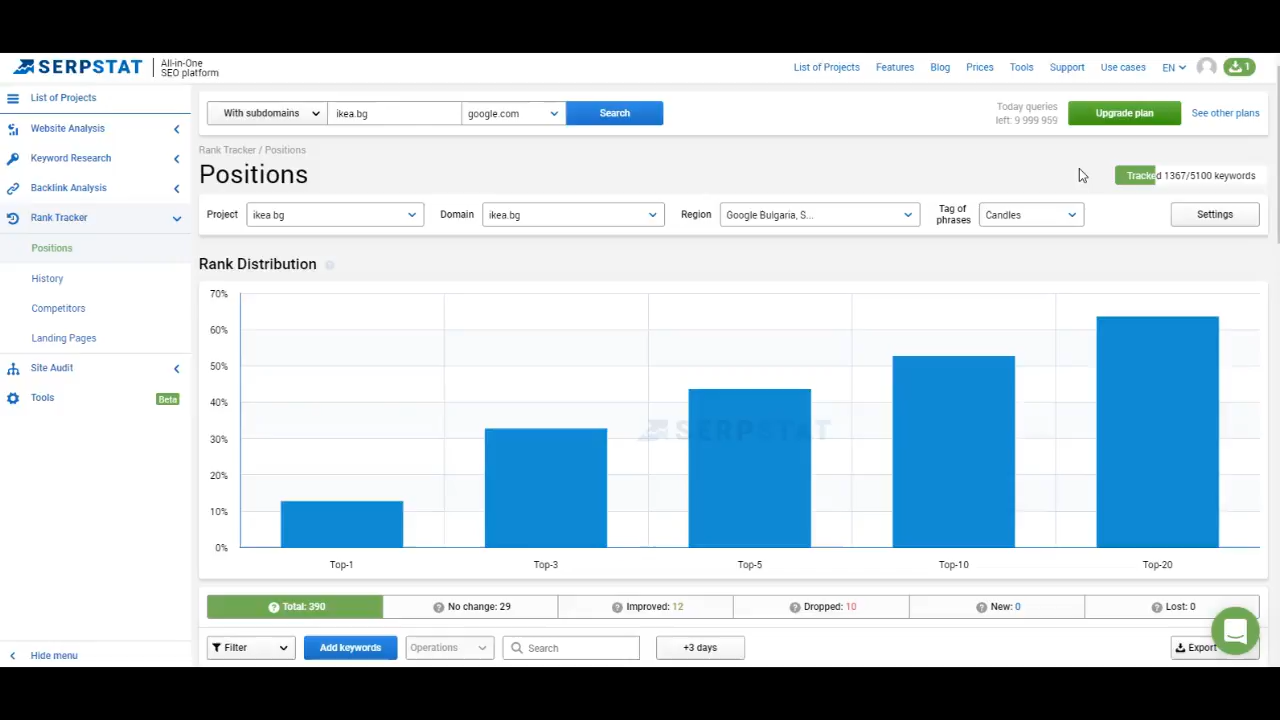 SERPSTAT All-in-One SEO platform
List of Projects Features Blog Prices Tools Support Use cases EN 1
List of Projects
Website Analysis
Keyword Research
Backlink Analysis
Rank Tracker
Positions
History
Competitors
Landing Pages
Site Audit
Tools Beta
Hide menu
With subdomains ikea.bg google.com Search
Today queries
left: 9 999 959
Upgrade plan See other plans
Rank Tracker / Positions
Positions
Tracked 1367/5100 keywords
Project ikea.bg Domain ikea.bg Region Google Bulgaria, S... Tag of phrases Candles Settings
Rank Distribution
70%
60%
50%
40%
30%
20%
10%
0%
SERPSTAT
Top-1 Top-3 Top-5 Top-10 Top-20
Total: 390 No change: 29 Improved: 12 Dropped: 10 New: 0 Lost: 0
Filter Add keywords Operations Search +3 days Export